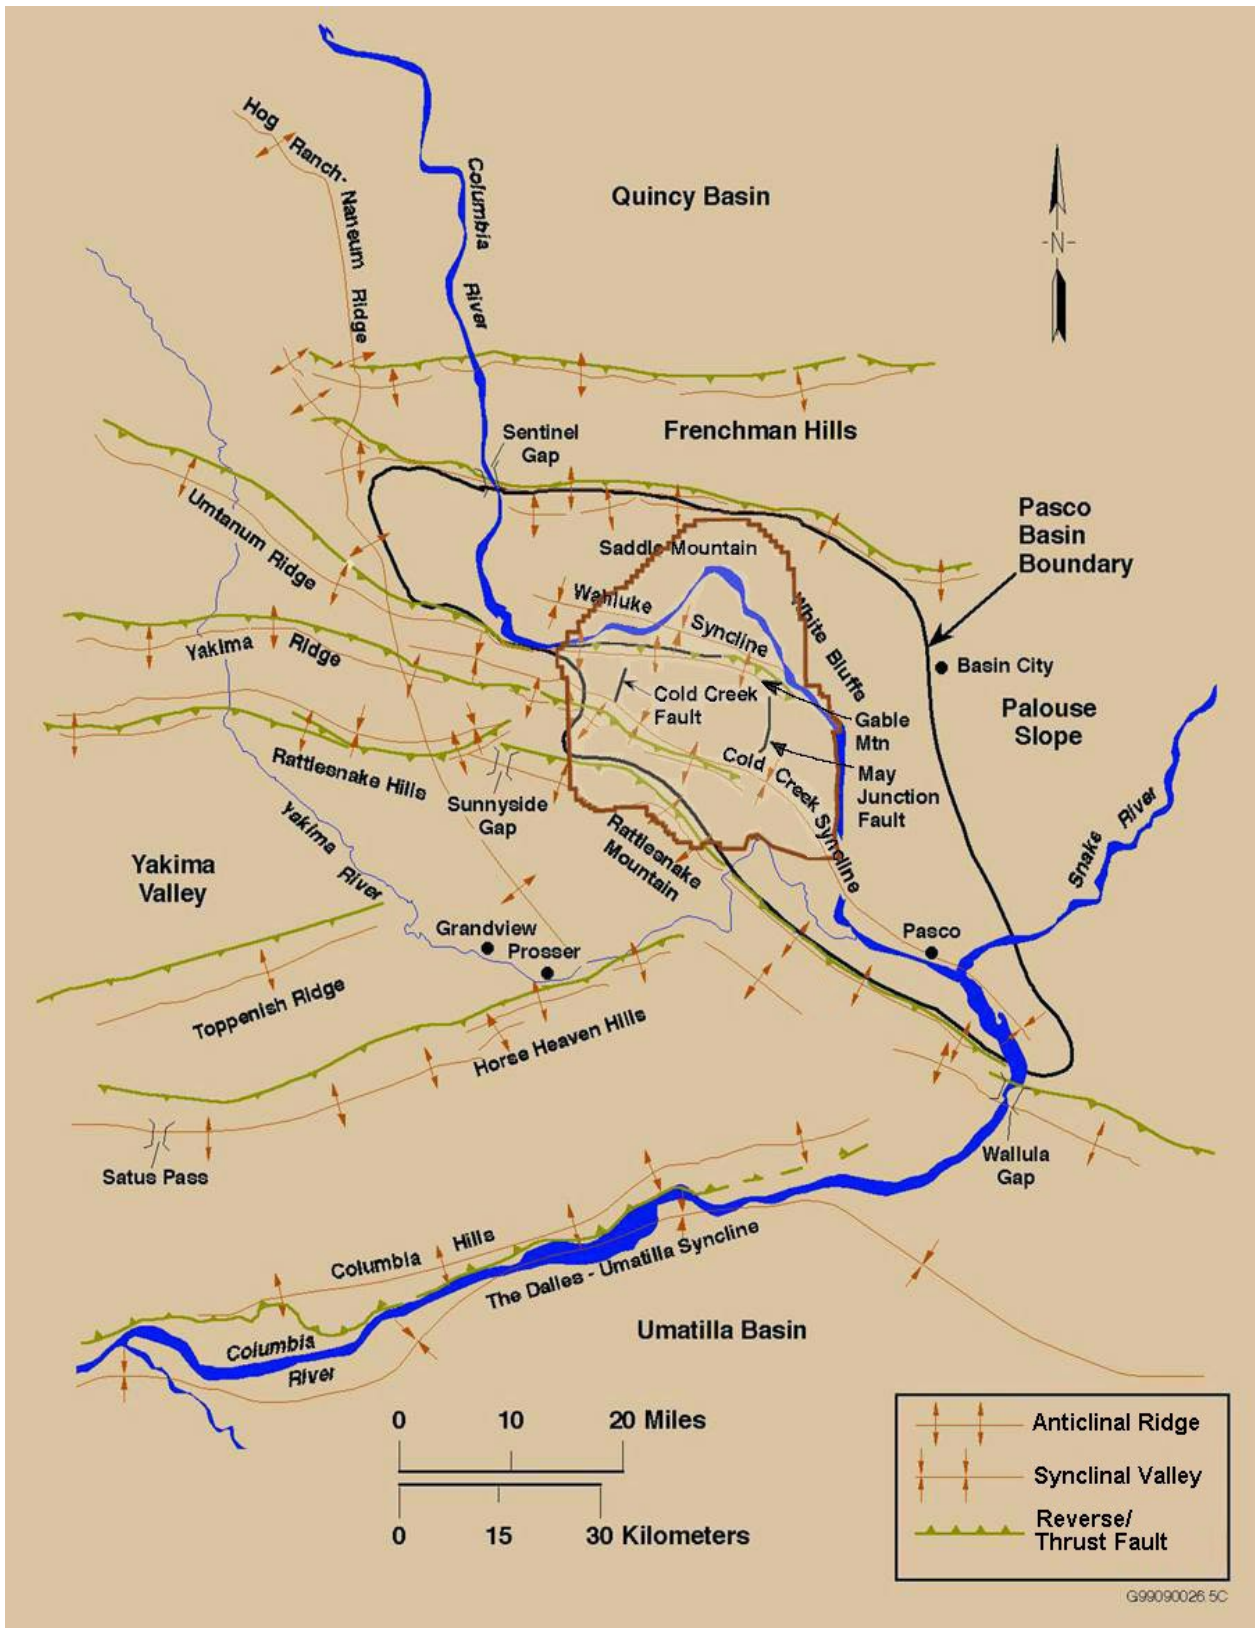 Hog
Ranch-
Naneum
Ridge
Columbia
River
Quincy Basin
-N-
Sentinel
Gap
Frenchman Hills
Umtanum Ridge
Pasco
Basin
Boundary
Saddle Mountain
Wahluke
Syncline
White Bluffs
Yakima
Ridge
Basin City
Cold Creek
Fault
Gable
Mtn
Palouse
Slope
Rattlesnake Hills
Sunnyside
Gap
Cold Creek Syncline
May
Junction
Fault
Snake
River
Yakima
River
Rattlesnake
Mountain
Yakima
Valley
Grandview
Prosser
Pasco
Toppenish Ridge
Horse Heaven Hills
Satus Pass
Wallula
Gap
Columbia
Hills
The Dalles - Umatilla Syncline
Columbia
River
Umatilla Basin
0 10 20 Miles
0 15 30 Kilometers
Anticlinal Ridge
Synclinal Valley
Reverse/
Thrust Fault
G99090026.5C